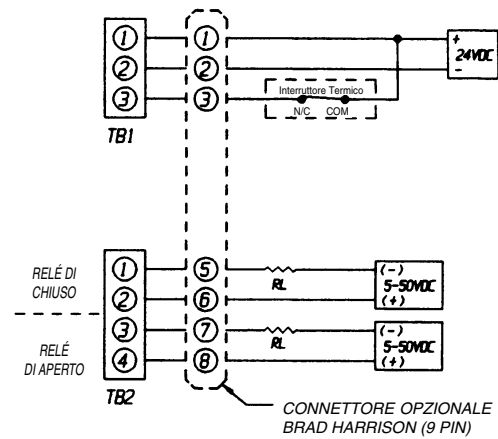 1 1 +
24VDC
2 2 -
3 3 Interruttore Termico
N/C COM
TB1
RELÉ DI
CHIUSO
1 5 RL (-)
5-50VDC
2 6 (+)
RELÉ
DI APERTO
3 7 RL (-)
5-50VDC
4 8 (+)
TB2
CONNETTORE OPZIONALE
BRAD HARRISON (9 PIN)